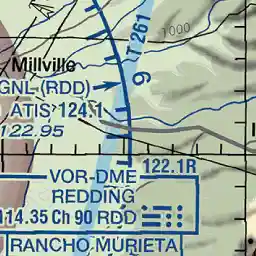 T 261
1000
Millville
9
GNL (RDD)
ATIS 124.1
122.95
122.1R
VOR-DME
REDDING
114.35 Ch 90 RDD
RANCHO MURIETA